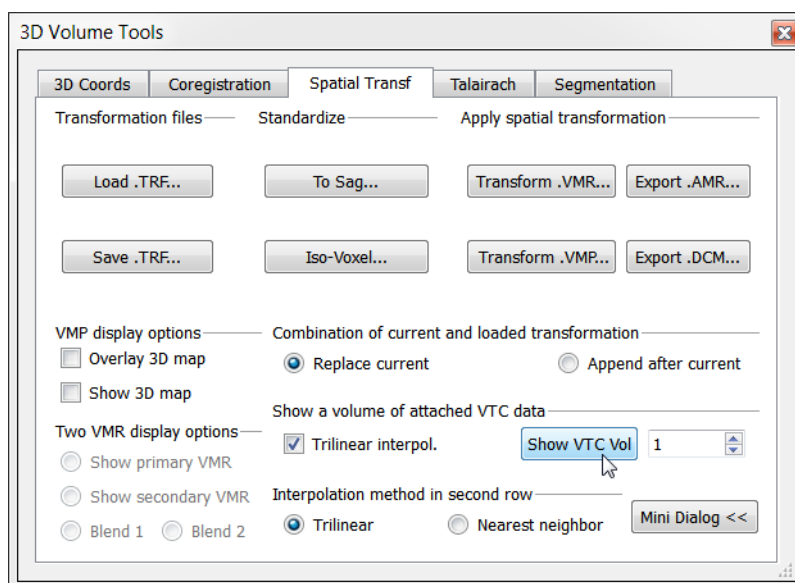 3D Volume Tools
3D Coords Coregistration Spatial Transf Talairach Segmentation
Transformation files Standardize Apply spatial transformation
Load .TRF... To Sag... Transform .VMR... Export .AMR...
Save .TRF... Iso-Voxel... Transform .VMP... Export .DCM...
VMP display options Combination of current and loaded transformation
Overlay 3D map Replace current Append after current
Show 3D map
Show a volume of attached VTC data
Two VMR display options Trilinear interpol. Show VTC Vol 1
Show primary VMR
Show secondary VMR Interpolation method in second row
Blend 1 Blend 2 Trilinear Nearest neighbor Mini Dialog <<